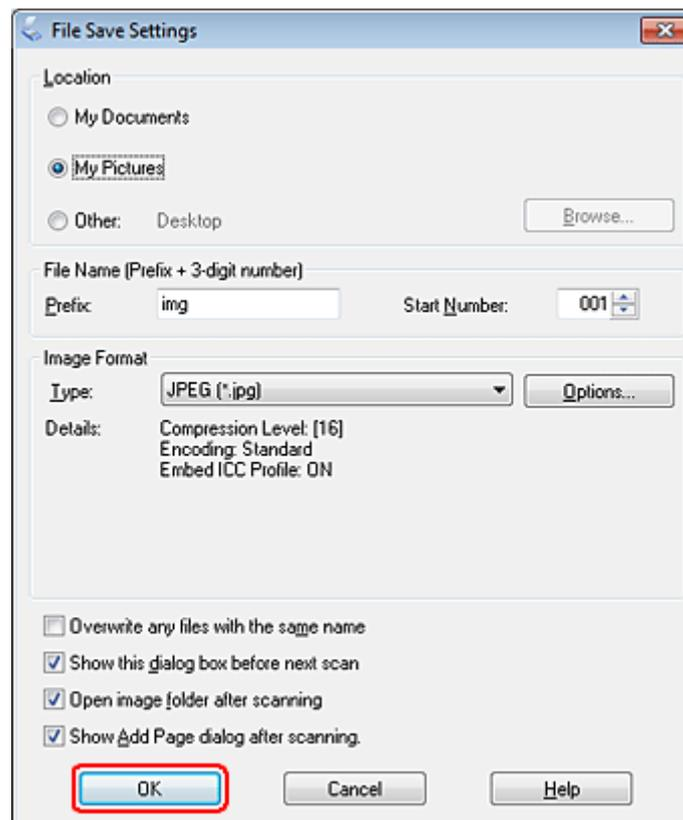 File Save Settings
Location
My Documents
My Pictures
Other: Desktop Browse...
File Name (Prefix + 3-digit number)
Prefix: img Start Number: 001
Image Format
Type: JPEG (*.jpg) Options...
Details: Compression Level: [16]
Encoding: Standard
Embed ICC Profile: ON
Overwrite any files with the same name
Show this dialog box before next scan
Open image folder after scanning
Show Add Page dialog after scanning.
OK Cancel Help